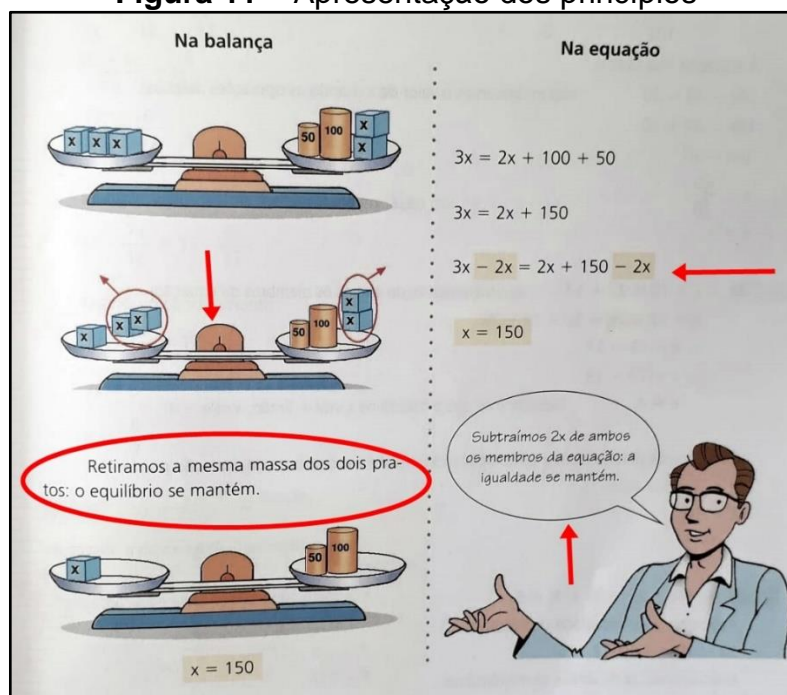 Figura 11 – Apresentação dos princípios
Na balança
x x x
50 100 x x
x x x
50 100 x x
Retiramos a mesma massa dos dois pra-
tos: o equilíbrio se mantém.
x
50 100
x = 150
Na equação
3x = 2x + 100 + 50
3x = 2x + 150
3x – 2x = 2x + 150 – 2x
x = 150
Subtraímos 2x de ambos
os membros da equação: a
igualdade se mantém.